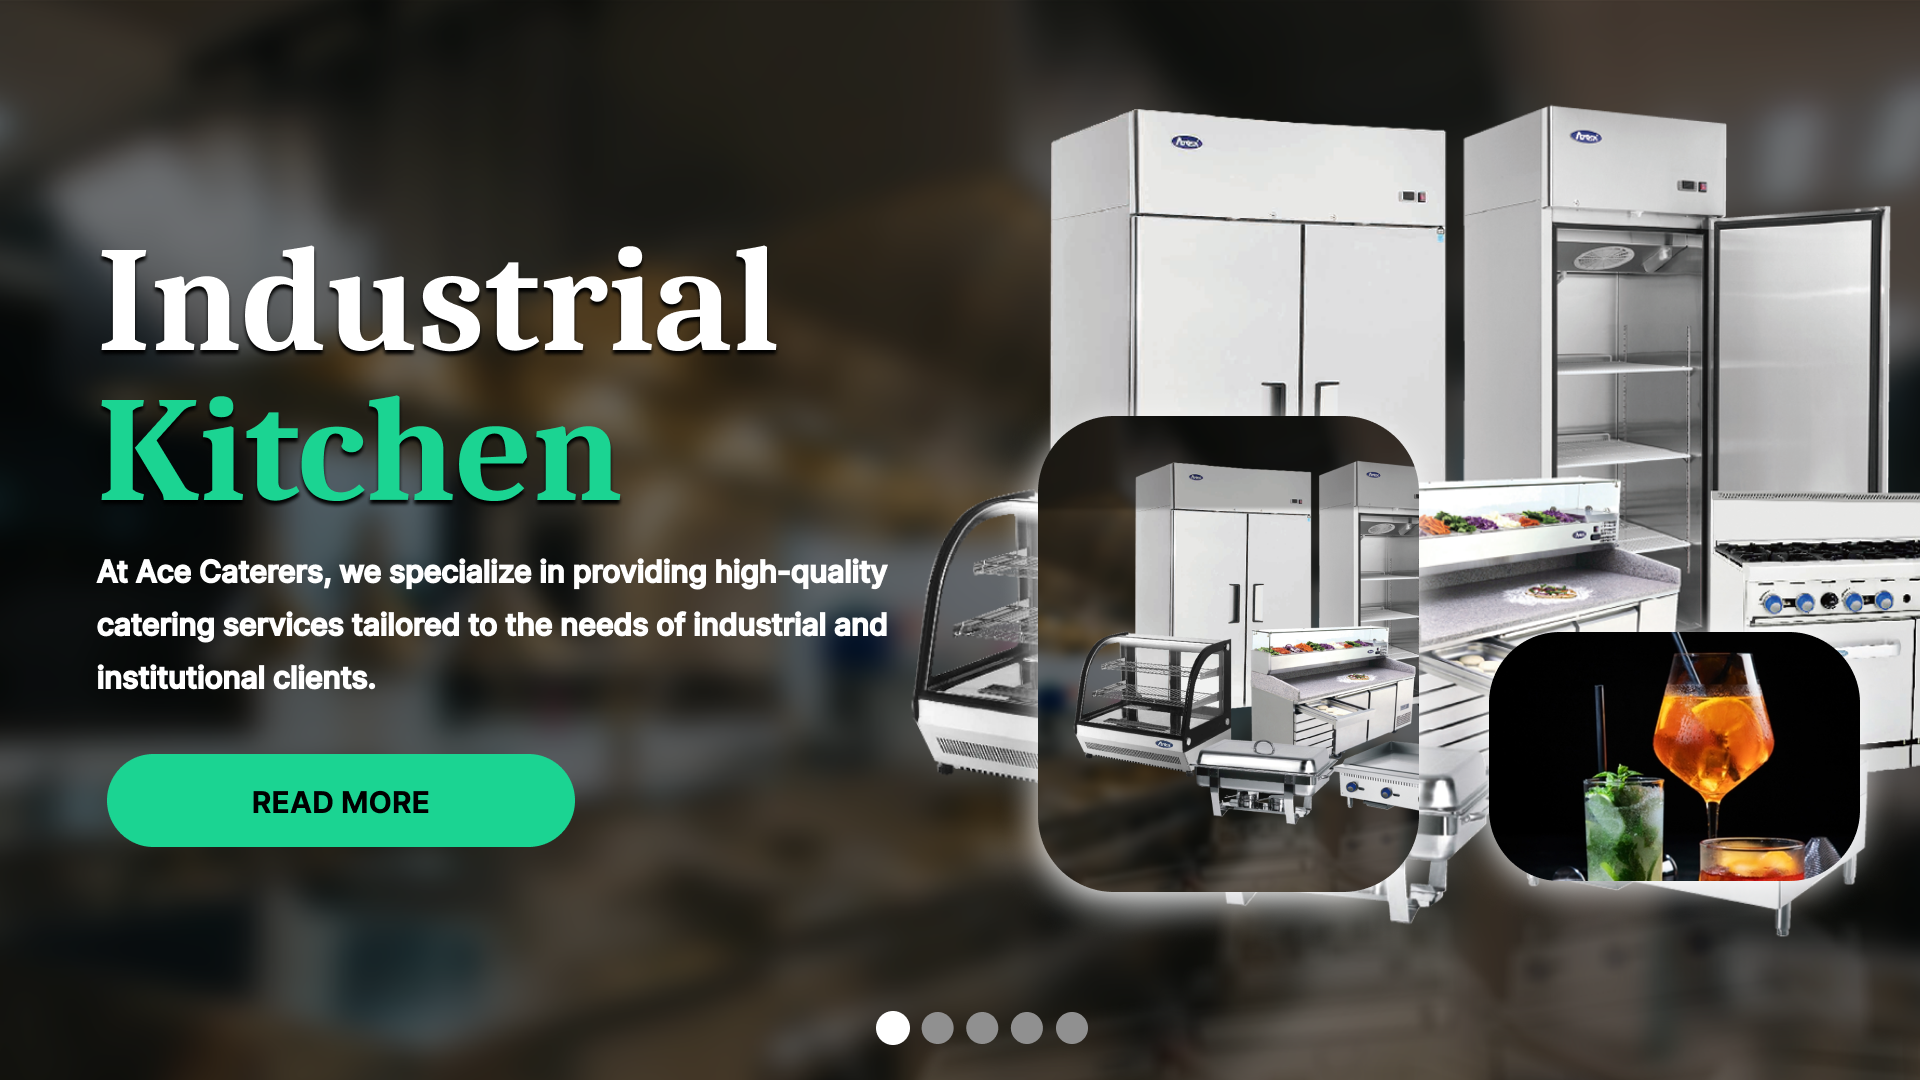 Industrial
Kitchen
At Ace Caterers, we specialize in providing high-quality
catering services tailored to the needs of industrial and
institutional clients.
READ MORE